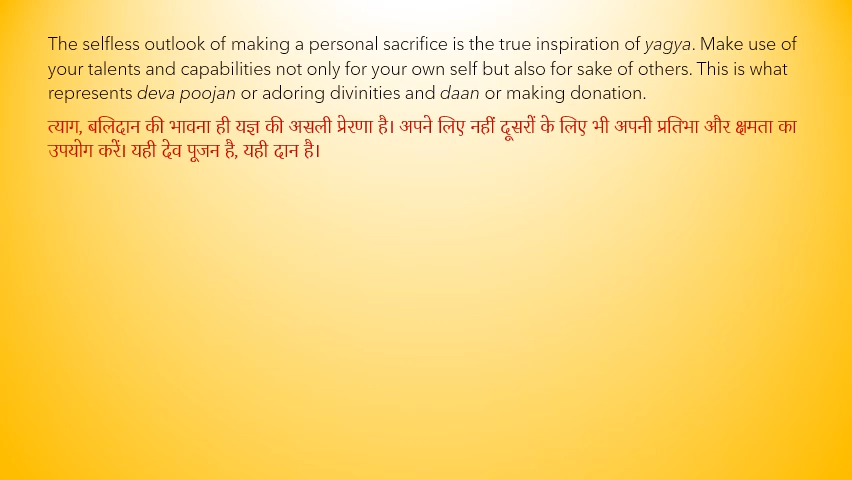 The selfless outlook of making a personal sacrifice is the true inspiration of yagya. Make use of
your talents and capabilities not only for your own self but also for sake of others. This is what
represents deva poojan or adoring divinities and daan or making donation.
त्याग, बलिदान की भावना ही यज्ञ की असली प्रेरणा है। अपने लिए नहीं दूसरों के लिए भी अपनी प्रतिभा और क्षमता का
उपयोग करें। यही देव पूजन है, यही दान है।